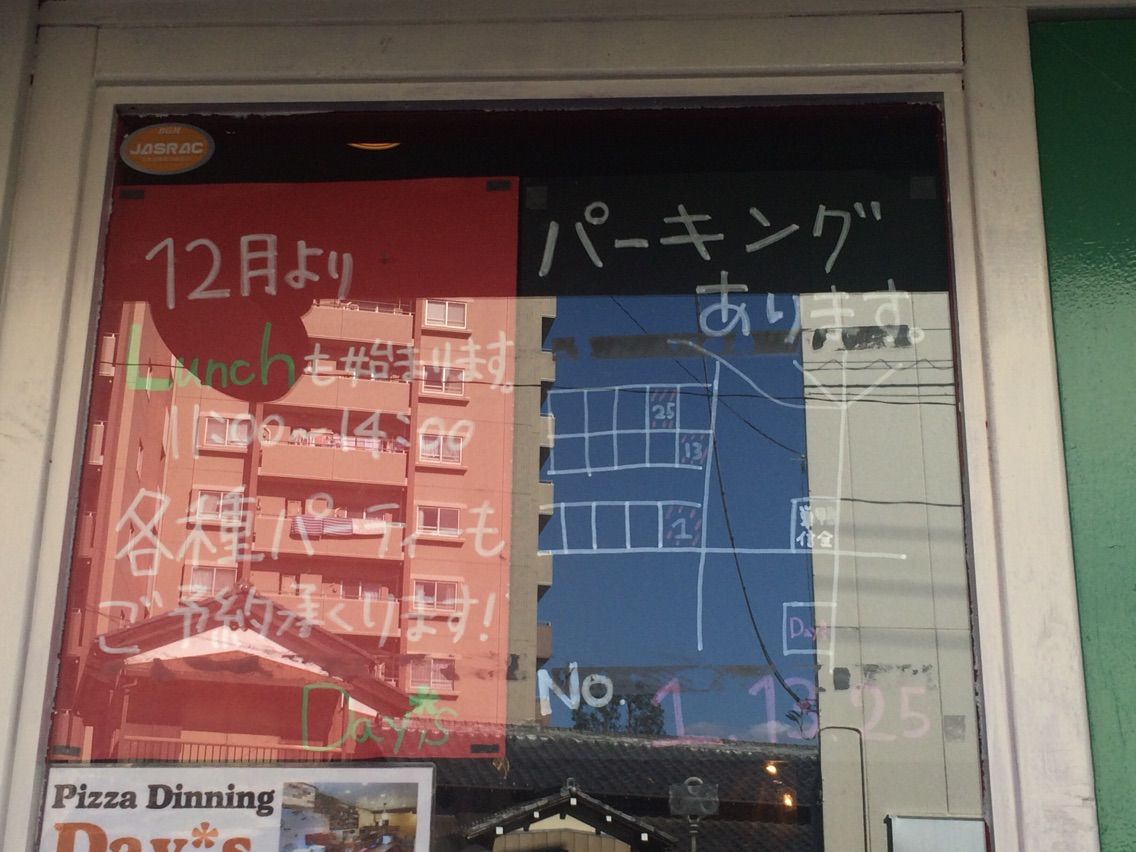 BGM
JASRAC
12月より
Lunchも始まります。
11:00〜14:00
各種パーティも
ご予約承くります!
Day*s
パーキング
あります。
25
13
1
Day*s
No. 1. 13. 25
Pizza Dinning
Day*s